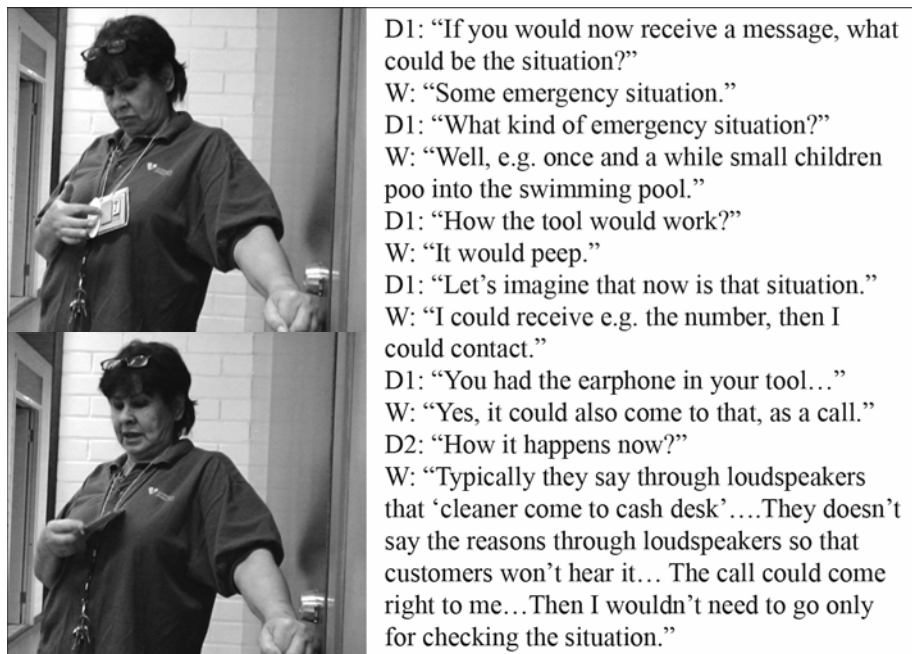 D1: “If you would now receive a message, what
could be the situation?”
W: “Some emergency situation.”
D1: “What kind of emergency situation?”
W: “Well, e.g. once and a while small children
poo into the swimming pool.”
D1: “How the tool would work?”
W: “It would peep.”
D1: “Let’s imagine that now is that situation.”
W: “I could receive e.g. the number, then I
could contact.”
D1: “You had the earphone in your tool…”
W: “Yes, it could also come to that, as a call.”
D2: “How it happens now?”
W: “Typically they say through loudspeakers
that ‘cleaner come to cash desk’….They doesn’t
say the reasons through loudspeakers so that
customers won’t hear it… The call could come
right to me…Then I wouldn’t need to go only
for checking the situation.”